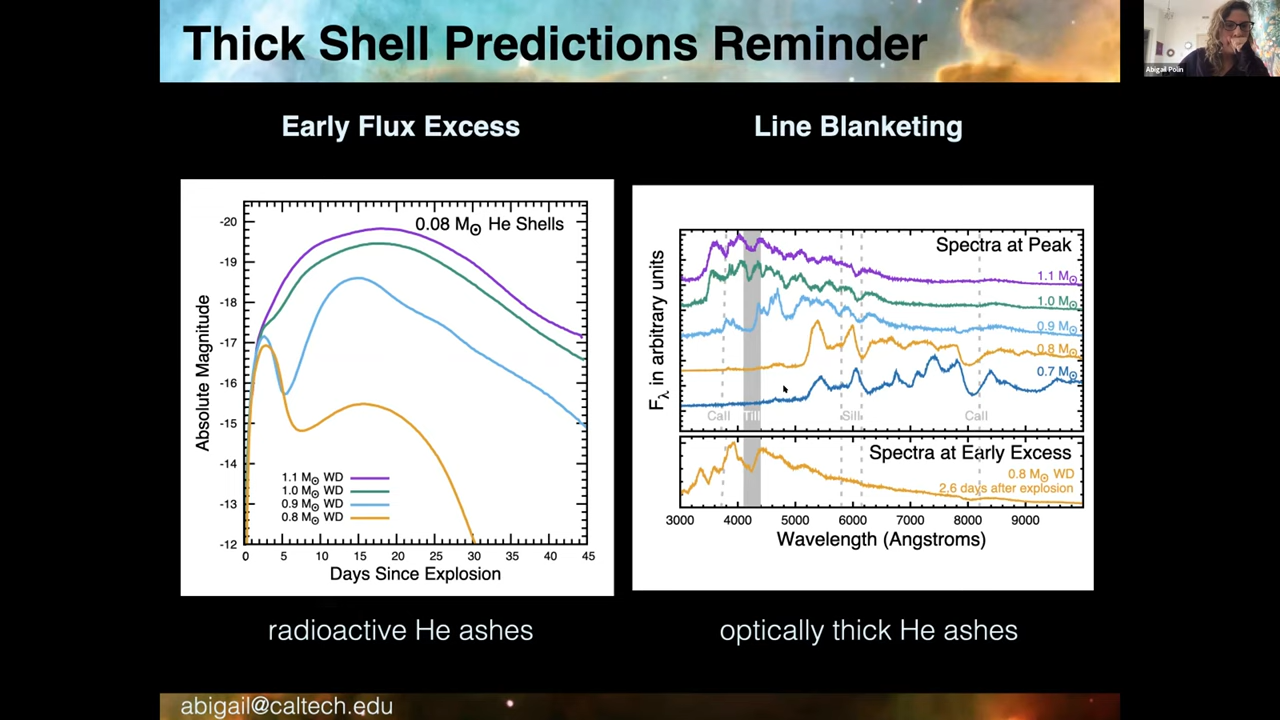 Thick Shell Predictions Reminder
Abigail Polin
Early Flux Excess
Line Blanketing
0.08 M⊙ He Shells
Absolute Magnitude
-20
-19
-18
-17
-16
-15
-14
-13
-12
1.1 M⊙ WD
1.0 M⊙ WD
0.9 M⊙ WD
0.8 M⊙ WD
0 5 10 15 20 25 30 35 40 45
Days Since Explosion
Spectra at Peak
Fλ in arbitrary units
1.1 M⊙
1.0 M⊙
0.9 M⊙
0.8 M⊙
0.7 M⊙
CaII TiII SiII CaII
Spectra at Early Excess
0.8 M⊙ WD
2.6 days after explosion
3000 4000 5000 6000 7000 8000 9000
Wavelength (Angstroms)
radioactive He ashes
optically thick He ashes
abigail@caltech.edu